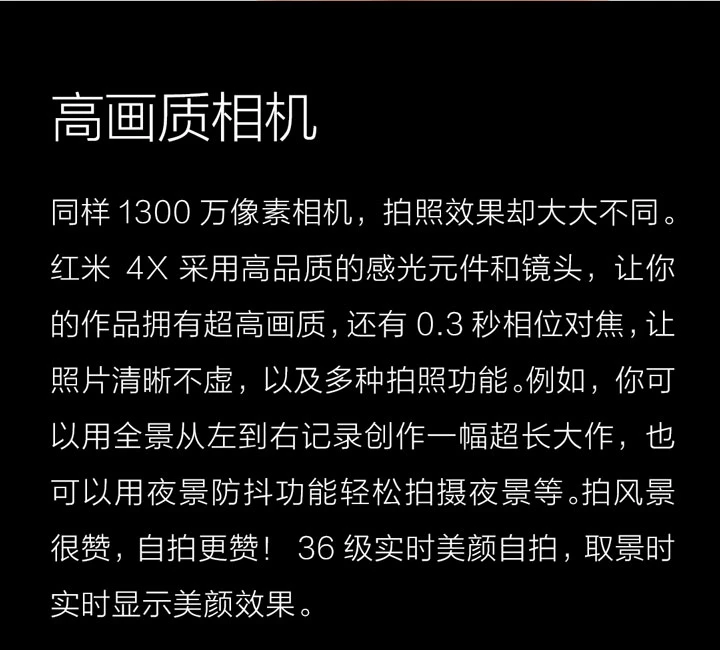 高画质相机
同样 1300 万像素相机，拍照效果却大大不同。
红米 4X 采用高品质的感光元件和镜头，让你
的作品拥有超高画质，还有 0.3 秒相位对焦，让
照片清晰不虚，以及多种拍照功能。例如，你可
以用全景从左到右记录创作一幅超长大作，也
可以用夜景防抖功能轻松拍摄夜景等。拍风景
很赞，自拍更赞！ 36 级实时美颜自拍，取景时
实时显示美颜效果。